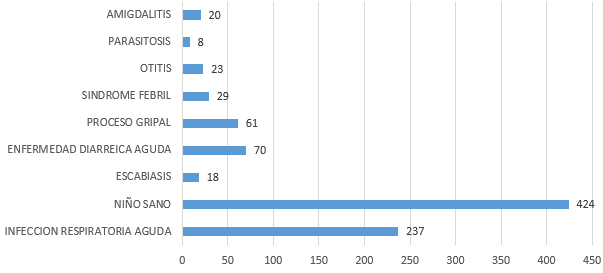 AMIGDALITIS 20
PARASITOSIS 8
OTITIS 23
SINDROME FEBRIL 29
PROCESO GRIPAL 61
ENFERMEDAD DIARREICA AGUDA 70
ESCABIASIS 18
NIÑO SANO 424
INFECCION RESPIRATORIA AGUDA 237
0 50 100 150 200 250 300 350 400 450